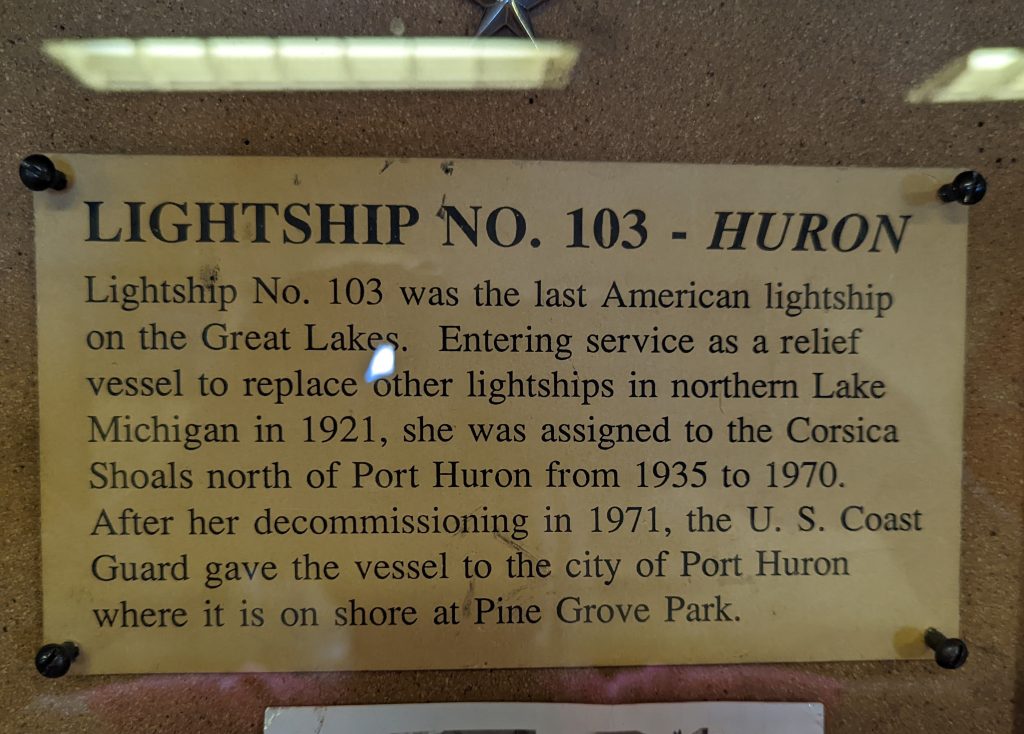 LIGHTSHIP NO. 103 - HURON
Lightship No. 103 was the last American lightship
on the Great Lakes. Entering service as a relief
vessel to replace other lightships in northern Lake
Michigan in 1921, she was assigned to the Corsica
Shoals north of Port Huron from 1935 to 1970.
After her decommissioning in 1971, the U. S. Coast
Guard gave the vessel to the city of Port Huron
where it is on shore at Pine Grove Park.